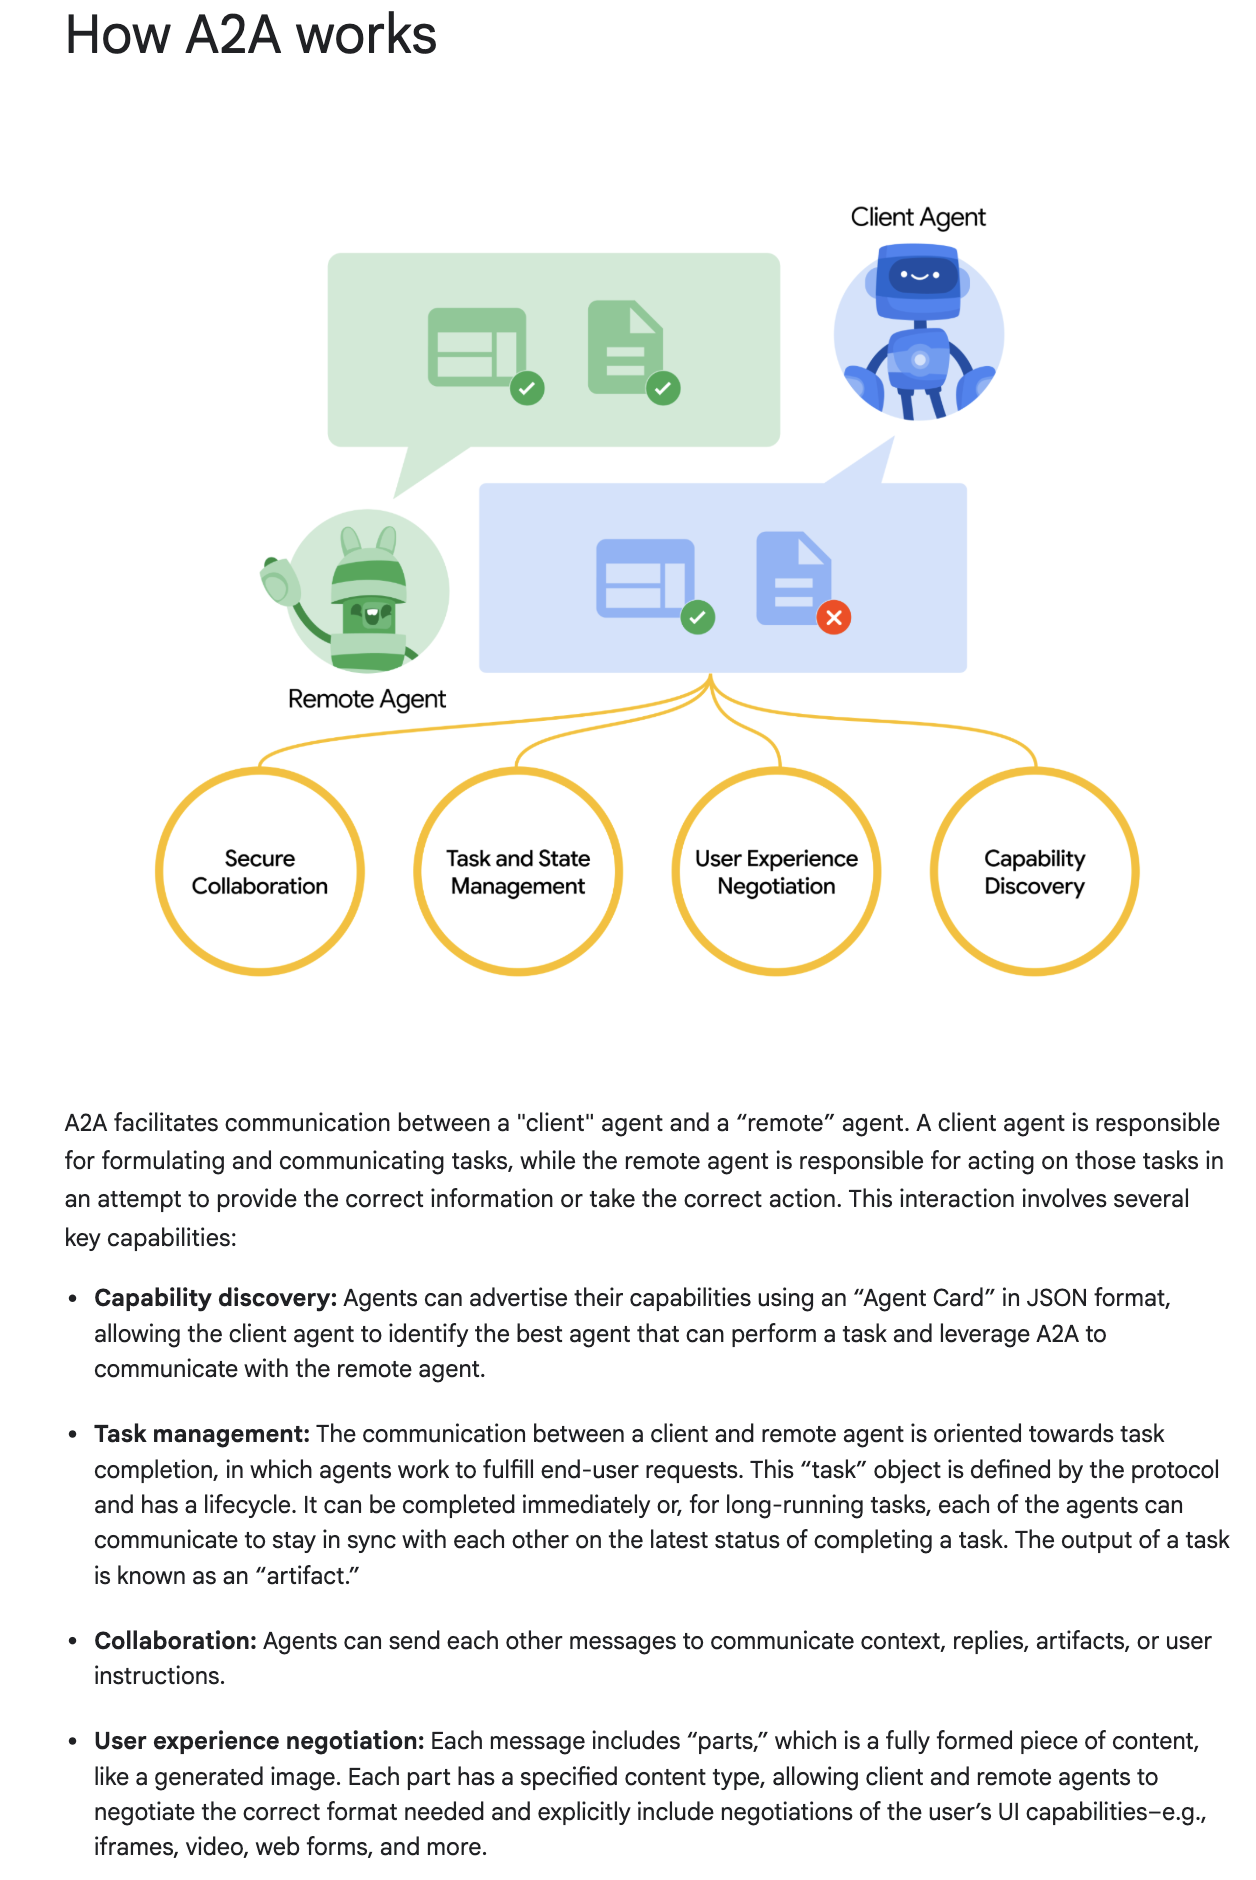 How A2A works
Client Agent
Remote Agent
Secure
Collaboration
Task and State
Management
User Experience
Negotiation
Capability
Discovery
A2A facilitates communication between a "client" agent and a “remote” agent. A client agent is responsible
for formulating and communicating tasks, while the remote agent is responsible for acting on those tasks in
an attempt to provide the correct information or take the correct action. This interaction involves several
key capabilities:
• Capability discovery: Agents can advertise their capabilities using an “Agent Card” in JSON format,
allowing the client agent to identify the best agent that can perform a task and leverage A2A to
communicate with the remote agent.
• Task management: The communication between a client and remote agent is oriented towards task
completion, in which agents work to fulfill end-user requests. This “task” object is defined by the protocol
and has a lifecycle. It can be completed immediately or, for long-running tasks, each of the agents can
communicate to stay in sync with each other on the latest status of completing a task. The output of a task
is known as an “artifact.”
• Collaboration: Agents can send each other messages to communicate context, replies, artifacts, or user
instructions.
• User experience negotiation: Each message includes “parts,” which is a fully formed piece of content,
like a generated image. Each part has a specified content type, allowing client and remote agents to
negotiate the correct format needed and explicitly include negotiations of the user’s UI capabilities–e.g.,
iframes, video, web forms, and more.